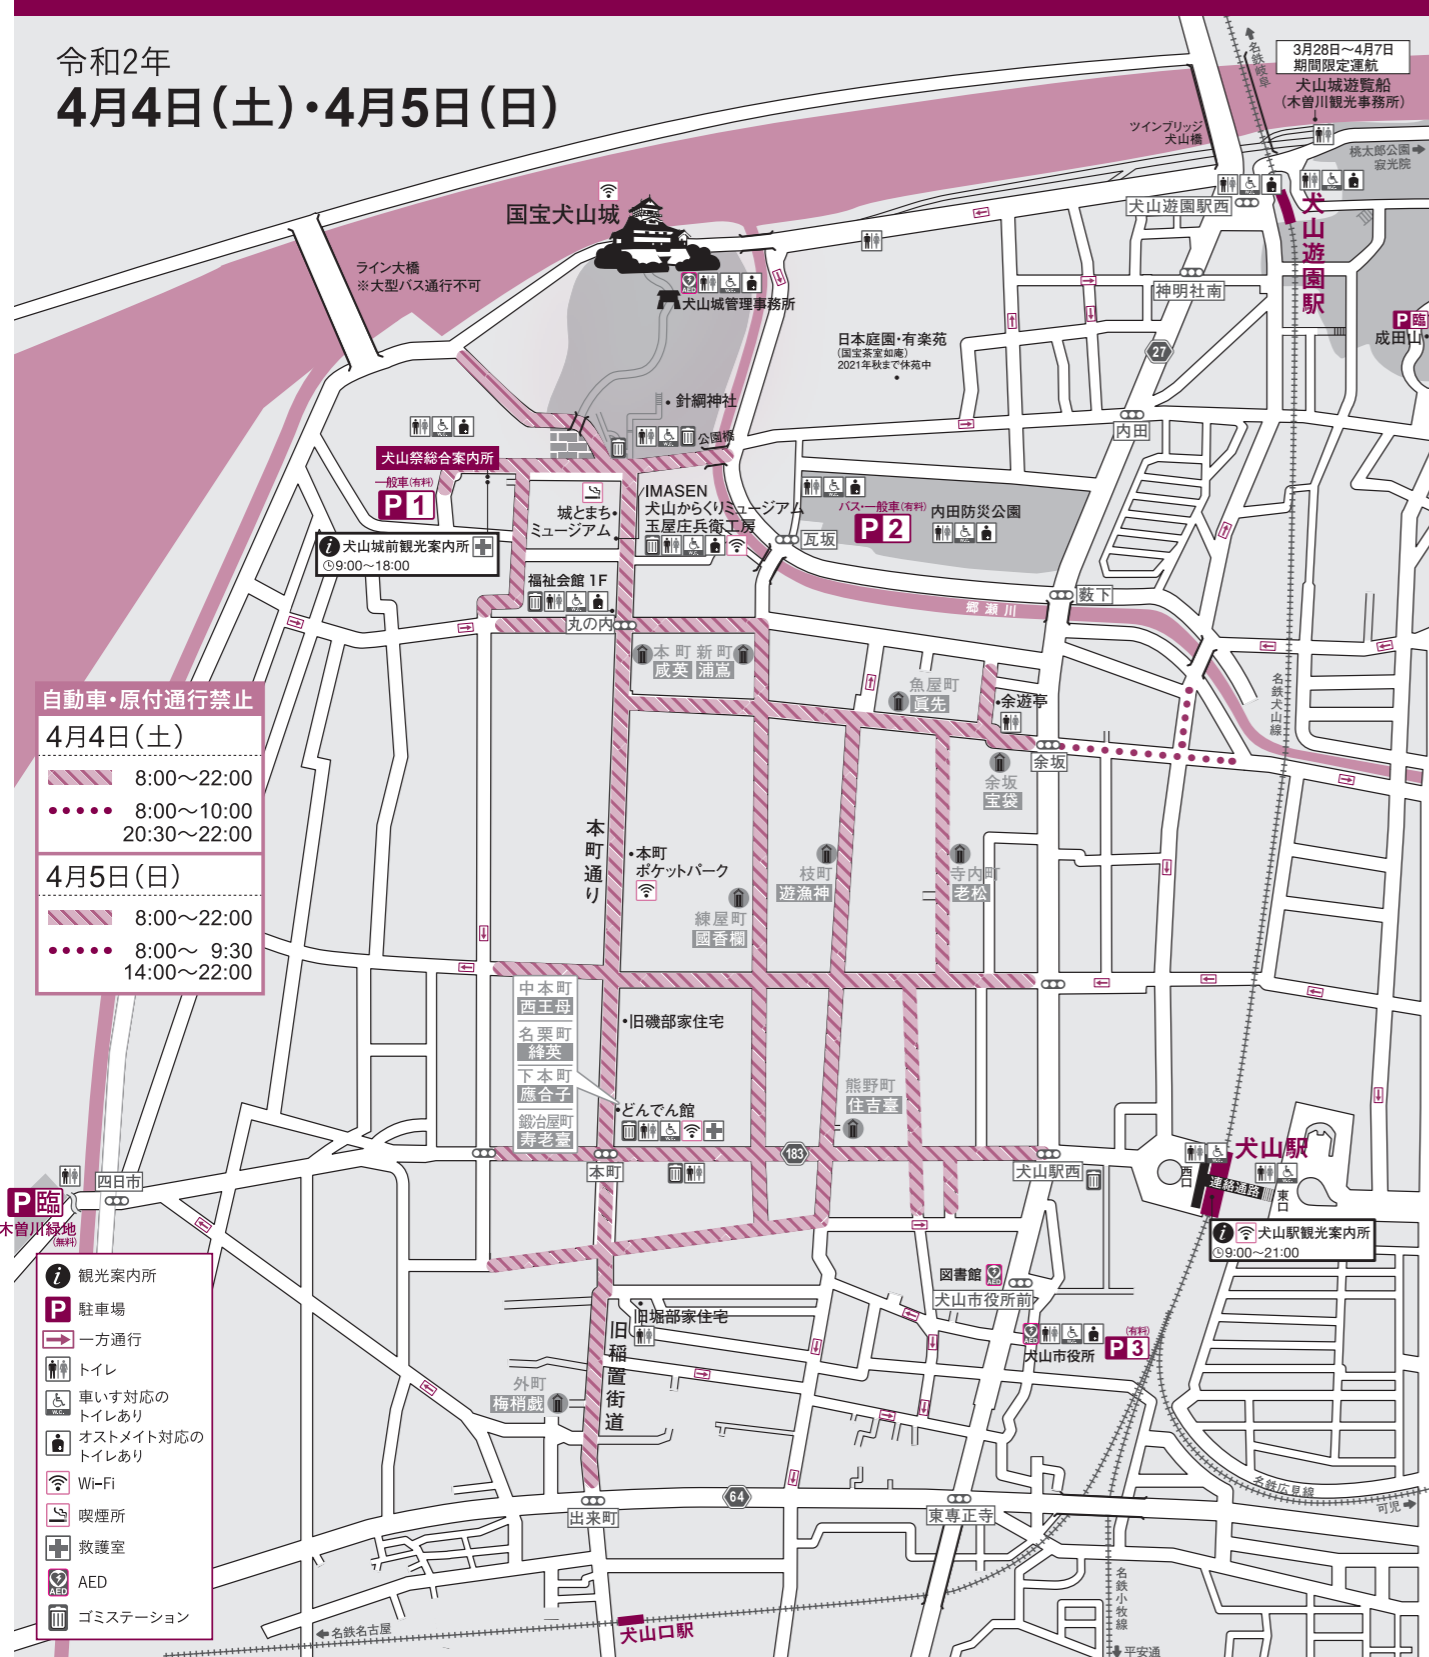 令和2年
4月4日(土)・4月5日(日)
名鉄岐阜
3月28日〜4月7日
期間限定運航
犬山城遊覧船
(木曽川観光事務所)
ツインブリッジ
犬山橋
桃太郎公園
寂光院
犬山遊園駅西
犬山遊園駅
国宝犬山城
ライン大橋
※大型バス通行不可
犬山城管理事務所
神明社南
P臨
成田山
日本庭園・有楽苑
(国宝茶室如庵)
2021年秋まで休苑中
27
針綱神社
公園橋
内田
犬山祭総合案内所
一般車(有料)
P1
城とまち
ミュージアム
IMASEN
犬山からくりミュージアム
玉屋庄兵衛工房
バス・一般車(有料)
P2
内田防災公園
瓦坂
犬山城前観光案内所
9:00〜18:00
福祉会館 1F
丸の内
藪下
郷瀬川
本町
咸英
新町
浦嶌
魚屋町
眞先
余遊亭
名鉄犬山線
余坂
余坂
宝袋
自動車・原付通行禁止
4月4日(土)
8:00〜22:00
8:00〜10:00
20:30〜22:00
4月5日(日)
8:00〜22:00
8:00〜 9:30
14:00〜22:00
本町通り
本町
ポケットパーク
枝町
遊漁神
寺内町
老松
練屋町
國香欄
中本町
西王母
名栗町
縫英
下本町
應合子
鍛冶屋町
寿老臺
旧磯部家住宅
どんでん館
熊野町
住吉臺
183
本町
犬山駅西
犬山駅
西口
連絡通路
東口
犬山駅観光案内所
9:00〜21:00
四日市
P臨
木曽川緑地
(無料)
図書館
犬山市役所前
犬山市役所
(有料)
P3
旧堀部家住宅
旧稲置街道
外町
梅梢戯
64
出来町
東専正寺
名鉄広見線
可児
名鉄小牧線
平安通
名鉄名古屋
犬山口駅
観光案内所
P 駐車場
一方通行
トイレ
車いす対応の
トイレあり
オストメイト対応の
トイレあり
Wi-Fi
喫煙所
救護室
AED
ゴミステーション